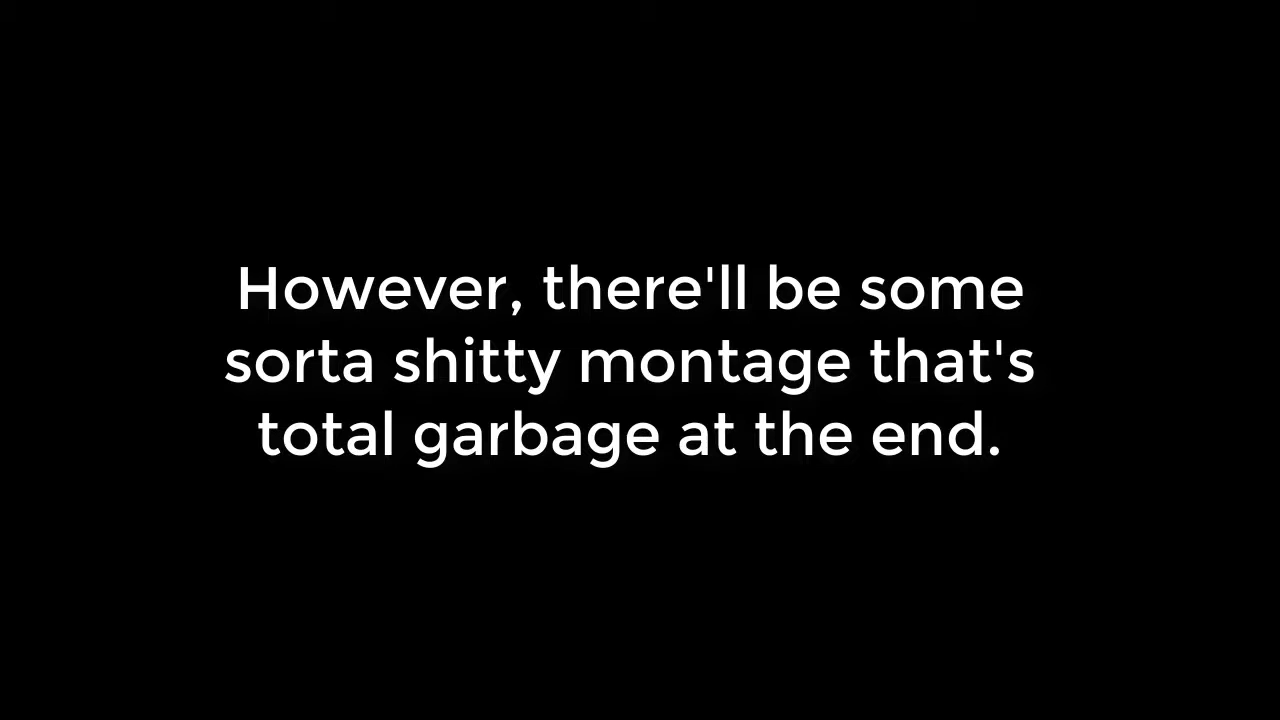 However, there'll be some
sorta shitty montage that's
total garbage at the end.